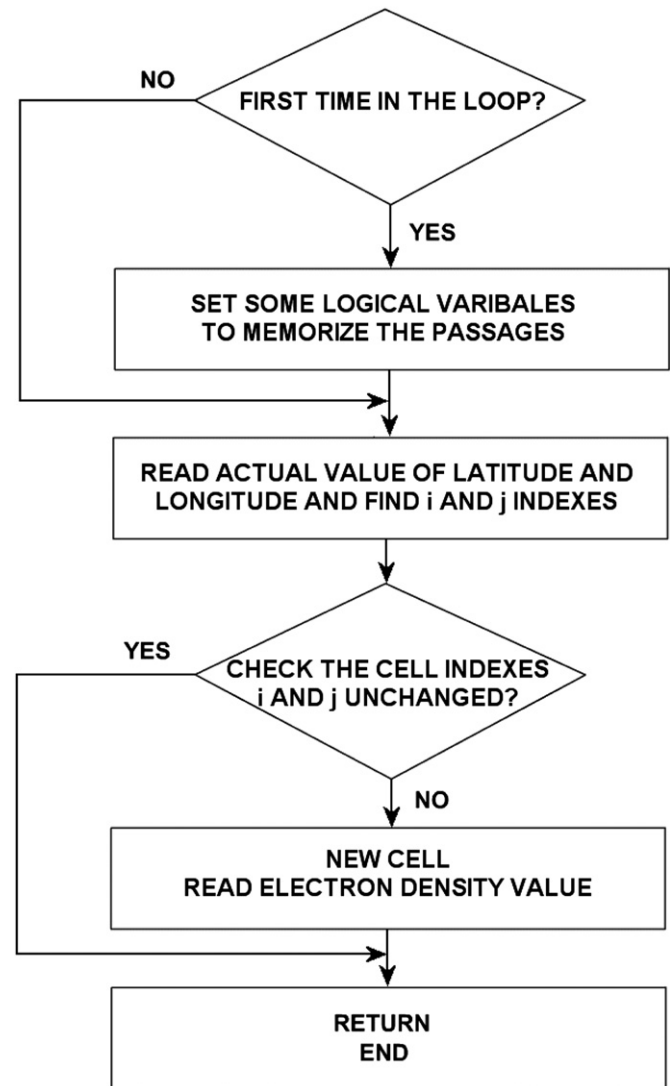 FIRST TIME IN THE LOOP?
NO
YES
SET SOME LOGICAL VARIBALES
TO MEMORIZE THE PASSAGES
READ ACTUAL VALUE OF LATITUDE AND
LONGITUDE AND FIND i AND j INDEXES
YES
CHECK THE CELL INDEXES
i AND j UNCHANGED?
NO
NEW CELL
READ ELECTRON DENSITY VALUE
RETURN
END